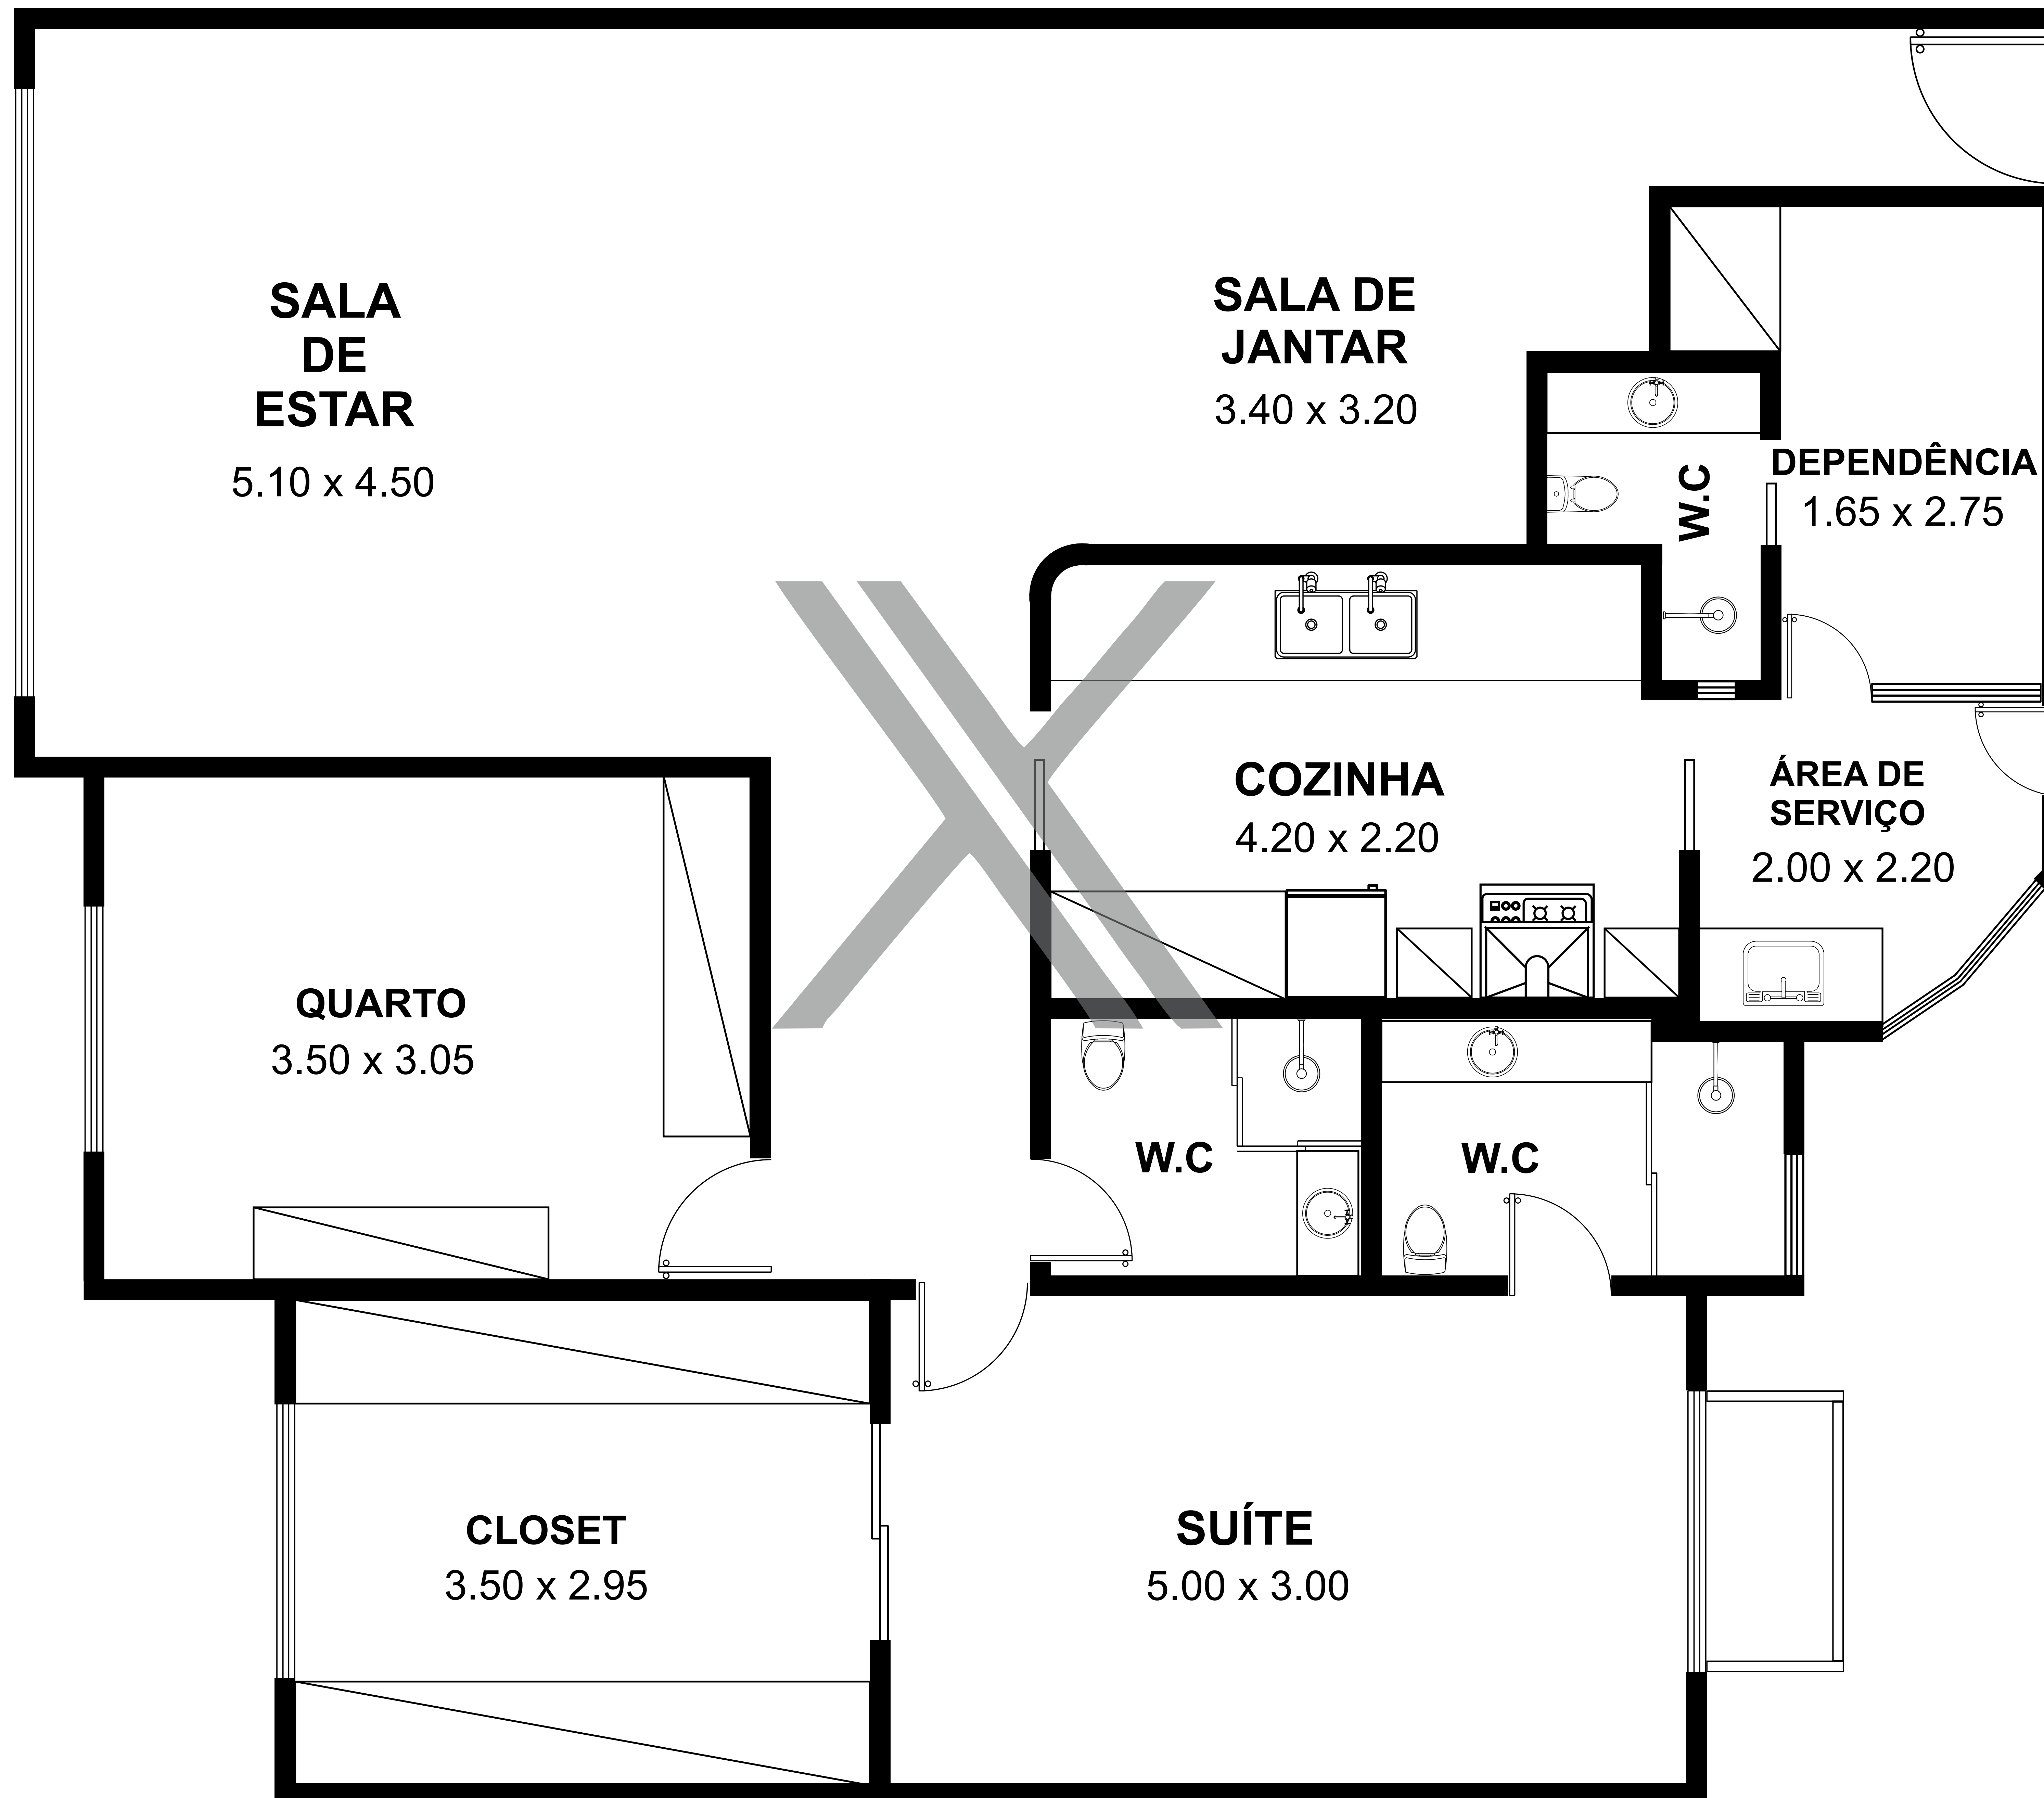 SALA
DE
ESTAR
5.10 x 4.50
SALA DE
JANTAR
3.40 x 3.20
W.C
DEPENDÊNCIA
1.65 x 2.75
COZINHA
4.20 x 2.20
ÁREA DE
SERVIÇO
2.00 x 2.20
QUARTO
3.50 x 3.05
W.C
W.C
CLOSET
3.50 x 2.95
SUÍTE
5.00 x 3.00